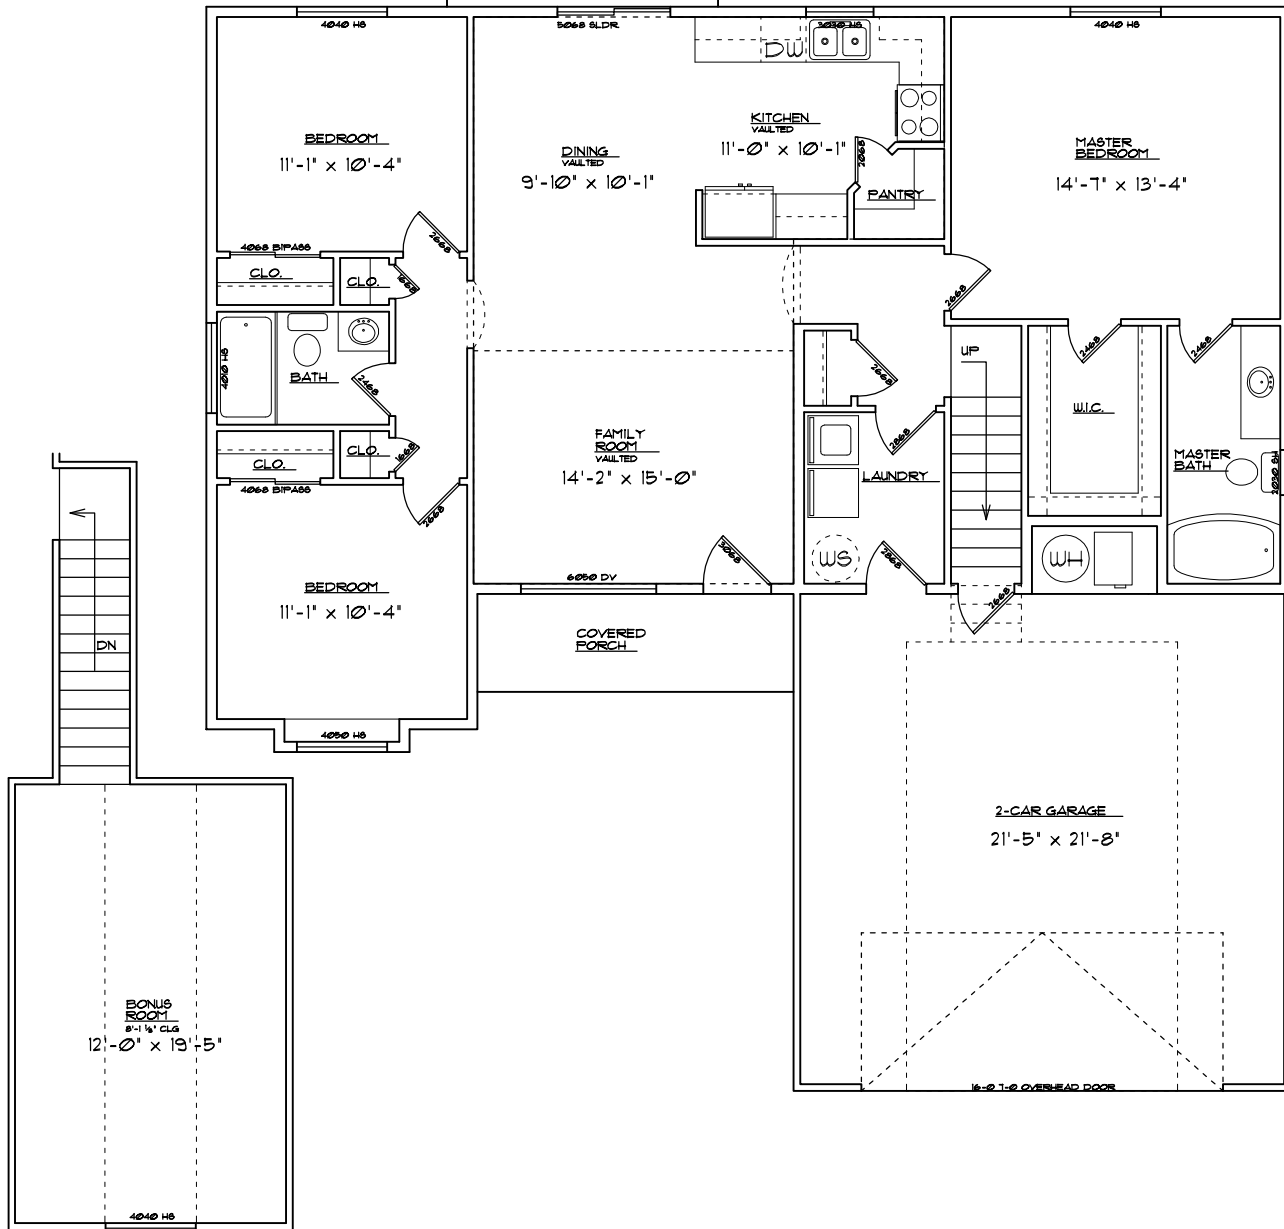 4040 HS
5068 SLDR
3030 HS
4040 HS
DW
BEDROOM
11'-1" x 10'-4"
DINING
VAULTED
9'-10" x 10'-1"
KITCHEN
VAULTED
11'-0" x 10'-1"
2068
PANTRY
MASTER
BEDROOM
14'-7" x 13'-4"
2668
4068 BIPASS
CLO.
CLO.
1668
2668
4010 HS
BATH
2468
UP
2668
2468
2468
W.I.C.
CLO.
CLO.
1668
4068 BIPASS
2668
FAMILY
ROOM
VAULTED
14'-2" x 15'-0"
2868
LAUNDRY
MASTER
BATH
2030 SH
WS
WH
3068
2868
2668
6050 DV
BEDROOM
11'-1" x 10'-4"
COVERED
PORCH
DN
4050 HS
2-CAR GARAGE
21'-5" x 21'-8"
BONUS
ROOM
8'-1 1/8" CLG
12'-0" x 19'-5"
16-0 7-0 OVERHEAD DOOR
4040 HS